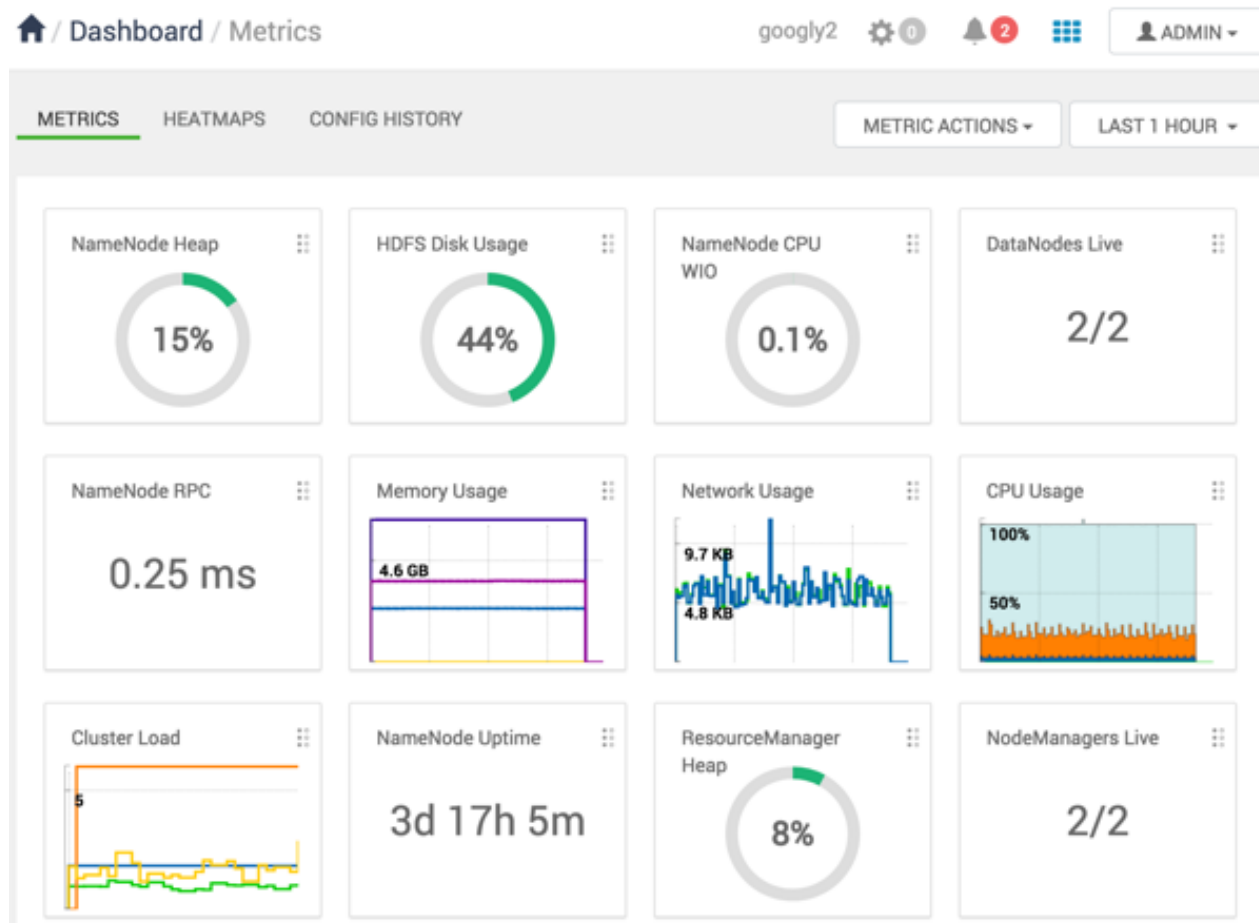 / Dashboard / Metrics
googly2
0
2
ADMIN
METRICS
HEATMAPS
CONFIG HISTORY
METRIC ACTIONS
LAST 1 HOUR
NameNode Heap
15%
HDFS Disk Usage
44%
NameNode CPU
WIO
0.1%
DataNodes Live
2/2
NameNode RPC
0.25 ms
Memory Usage
4.6 GB
Network Usage
9.7 KB
4.8 KB
CPU Usage
100%
50%
Cluster Load
5
NameNode Uptime
3d 17h 5m
ResourceManager
Heap
8%
NodeManagers Live
2/2